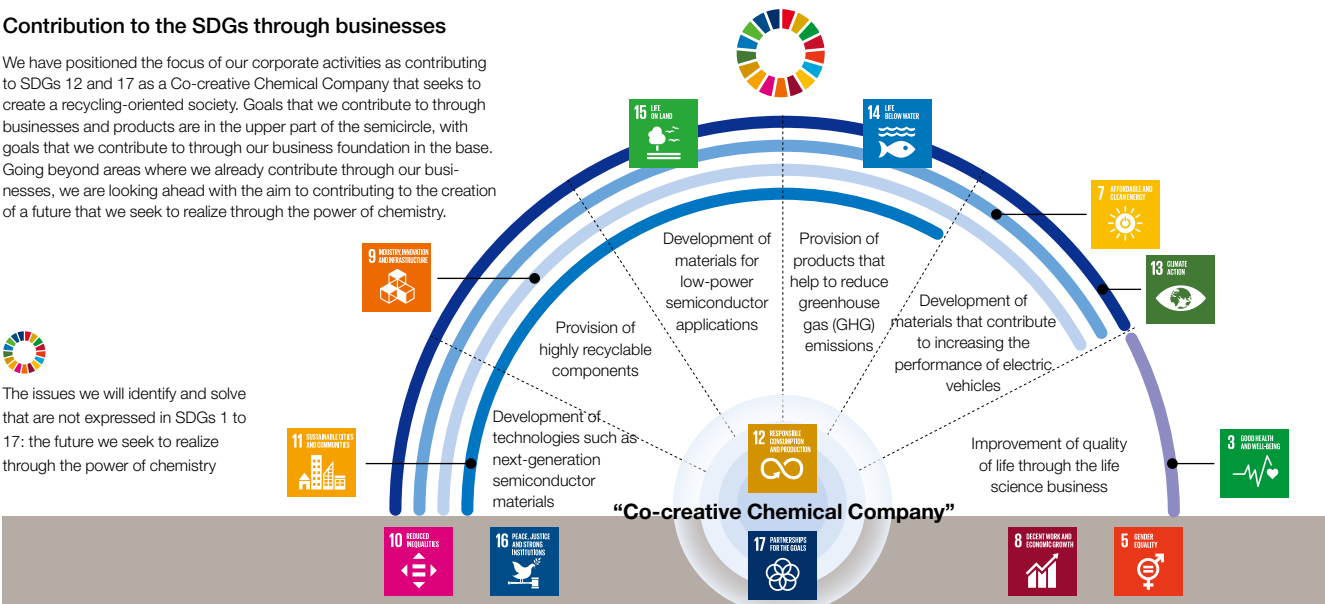 Contribution to the SDGs through businesses
We have positioned the focus of our corporate activities as contributing
to SDGs 12 and 17 as a Co-creative Chemical Company that seeks to
create a recycling-oriented society. Goals that we contribute to through
businesses and products are in the upper part of the semicircle, with
goals that we contribute to through our business foundation in the base.
Going beyond areas where we already contribute through our busi-
nesses, we are looking ahead with the aim to contributing to the creation
of a future that we seek to realize through the power of chemistry.
The issues we will identify and solve
that are not expressed in SDGs 1 to
17: the future we seek to realize
through the power of chemistry
15 LIFE
ON LAND
14 LIFE
BELOW WATER
7 AFFORDABLE AND
CLEAN ENERGY
9 INDUSTRY, INNOVATION
AND INFRASTRUCTURE
13 CLIMATE
ACTION
11 SUSTAINABLE CITIES
AND COMMUNITIES
3 GOOD HEALTH
AND WELL-BEING
Development of
technologies such as
next-generation
semiconductor
materials
Provision of
highly recyclable
components
Development of
materials for
low-power
semiconductor
applications
Provision of
products that
help to reduce
greenhouse
gas (GHG)
emissions
Development of
materials that contribute
to increasing the
performance of electric
vehicles
Improvement of quality
of life through the life
science business
12 RESPONSIBLE
CONSUMPTION
AND PRODUCTION
“Co-creative Chemical Company”
10 REDUCED
INEQUALITIES
16 PEACE, JUSTICE
AND STRONG
INSTITUTIONS
17 PARTNERSHIPS
FOR THE GOALS
8 DECENT WORK AND
ECONOMIC GROWTH
5 GENDER
EQUALITY